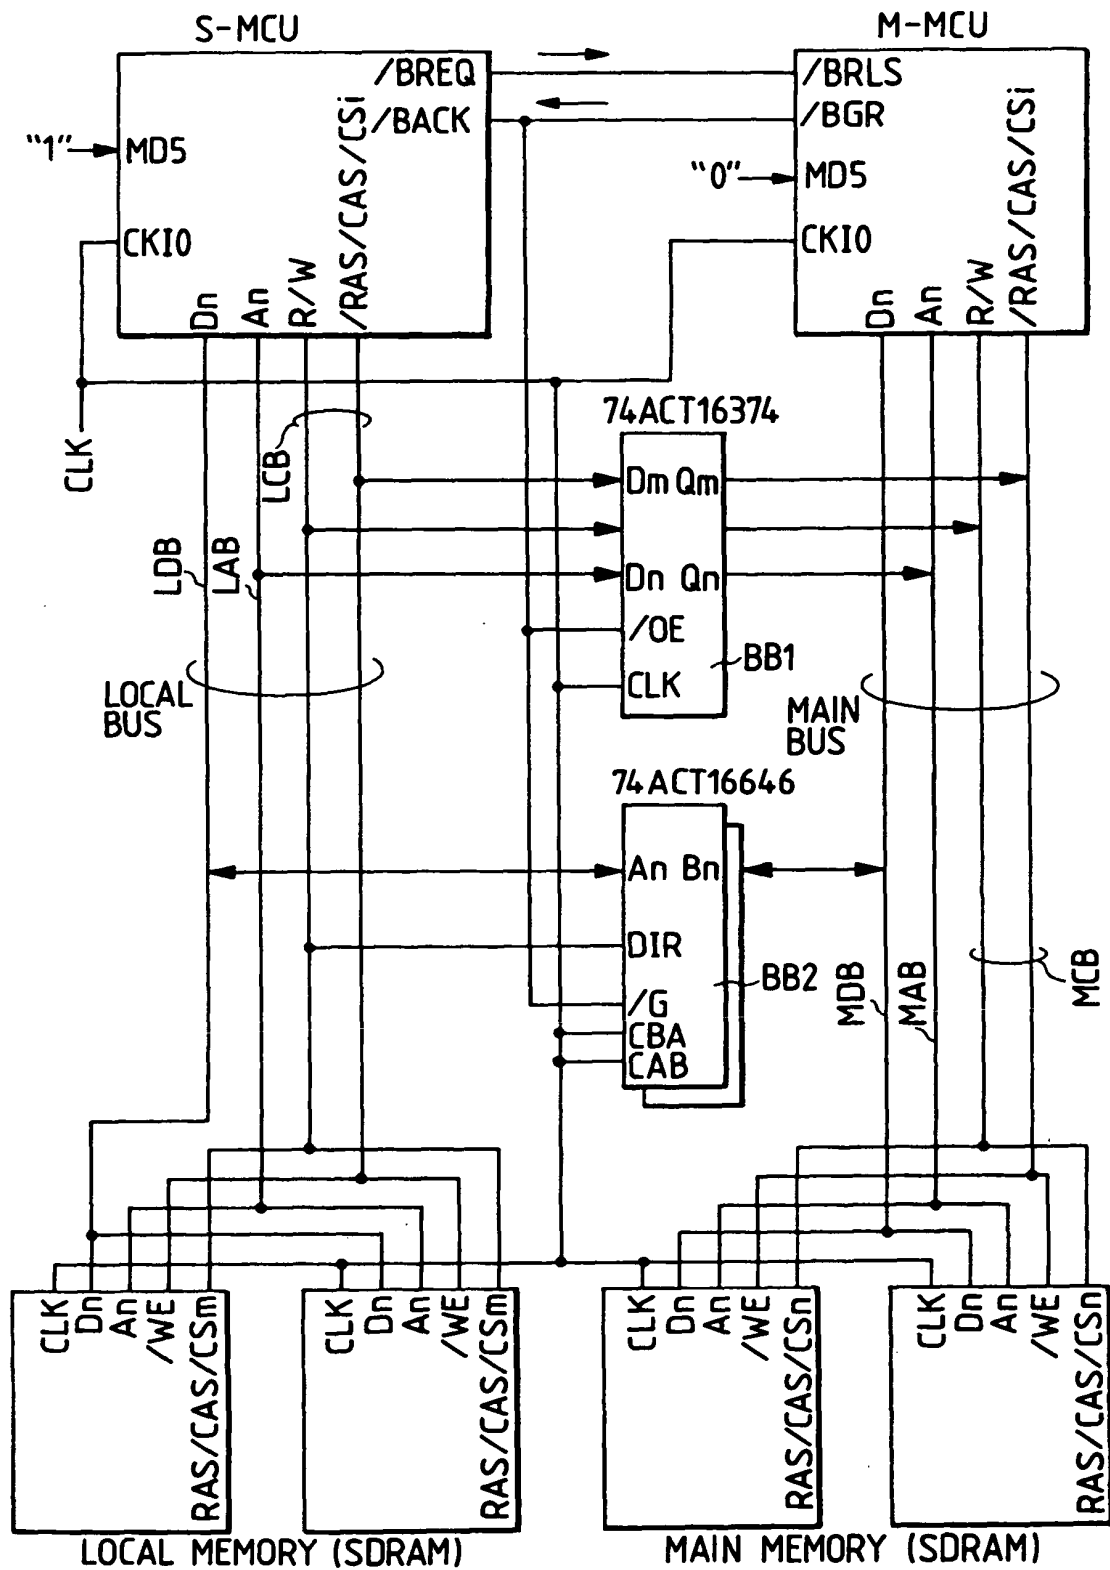 S-MCU
M-MCU
/BREQ
/BACK
/BRLS
/BGR
"1"
MD5
"0"
MD5
CKIO
CKIO
Dn
An
R/W
/RAS/CAS/CSi
Dn
An
R/W
/RAS/CAS/CSi
CLK
LCB
74ACT16374
Dm Qm
Dn Qn
/OE
CLK
BB1
LDB
LAB
LOCAL
BUS
MAIN
BUS
74ACT16646
An Bn
DIR
/G
CBA
CAB
BB2
MDB
MAB
MCB
CLK
Dn
An
/WE
RAS/CAS/CSm
CLK
Dn
An
/WE
RAS/CAS/CSm
CLK
Dn
An
/WE
RAS/CAS/CSn
CLK
Dn
An
/WE
RAS/CAS/CSn
LOCAL MEMORY (SDRAM)
MAIN MEMORY (SDRAM)